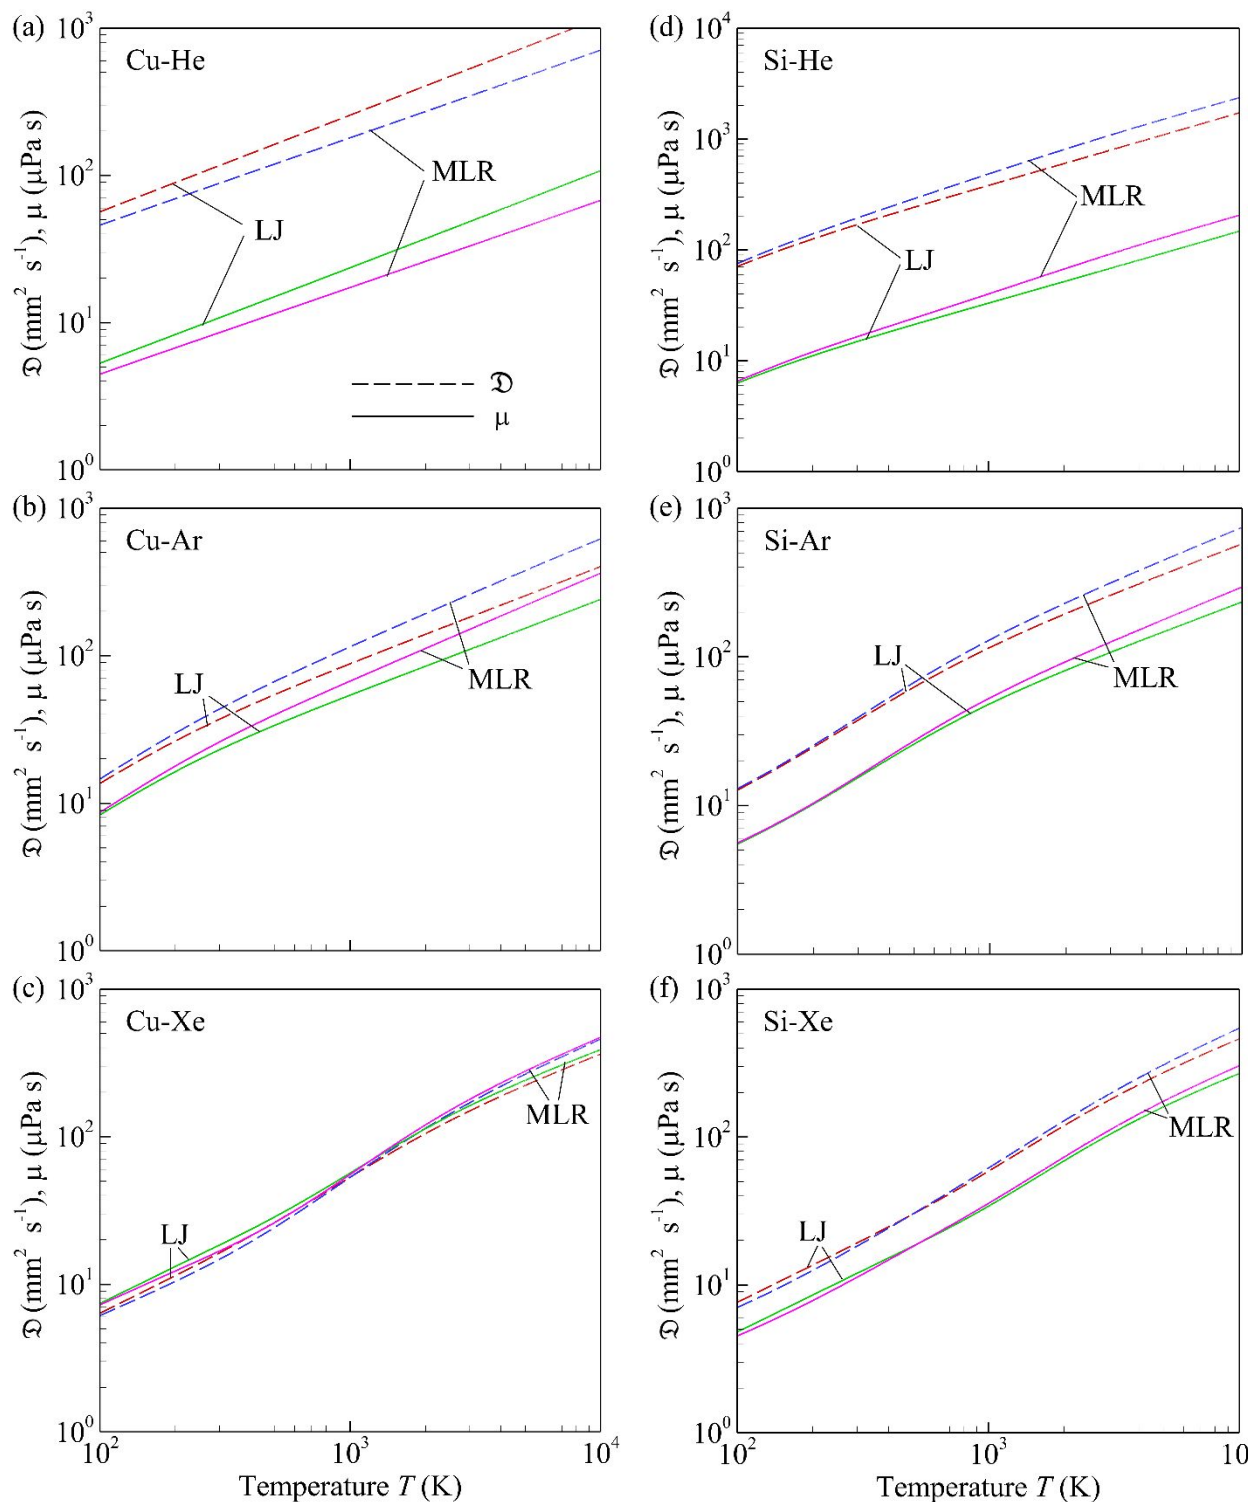 (a)
10³
Cu-He
𝔇 (mm² s⁻¹), μ (μPa s)
10²
MLR
LJ
10¹
𝔇
μ
10⁰
(d)
10⁴
Si-He
𝔇 (mm² s⁻¹), μ (μPa s)
10³
MLR
10²
LJ
10¹
10⁰
(b)
10³
Cu-Ar
𝔇 (mm² s⁻¹), μ (μPa s)
10²
LJ
MLR
10¹
10⁰
(e)
10³
Si-Ar
𝔇 (mm² s⁻¹), μ (μPa s)
10²
LJ
MLR
10¹
10⁰
(c)
10³
Cu-Xe
𝔇 (mm² s⁻¹), μ (μPa s)
10²
MLR
LJ
10¹
10⁰
10² 10³ 10⁴
Temperature T (K)
(f)
10³
Si-Xe
𝔇 (mm² s⁻¹), μ (μPa s)
10²
MLR
LJ
10¹
10⁰
10² 10³ 10
Temperature T (K)